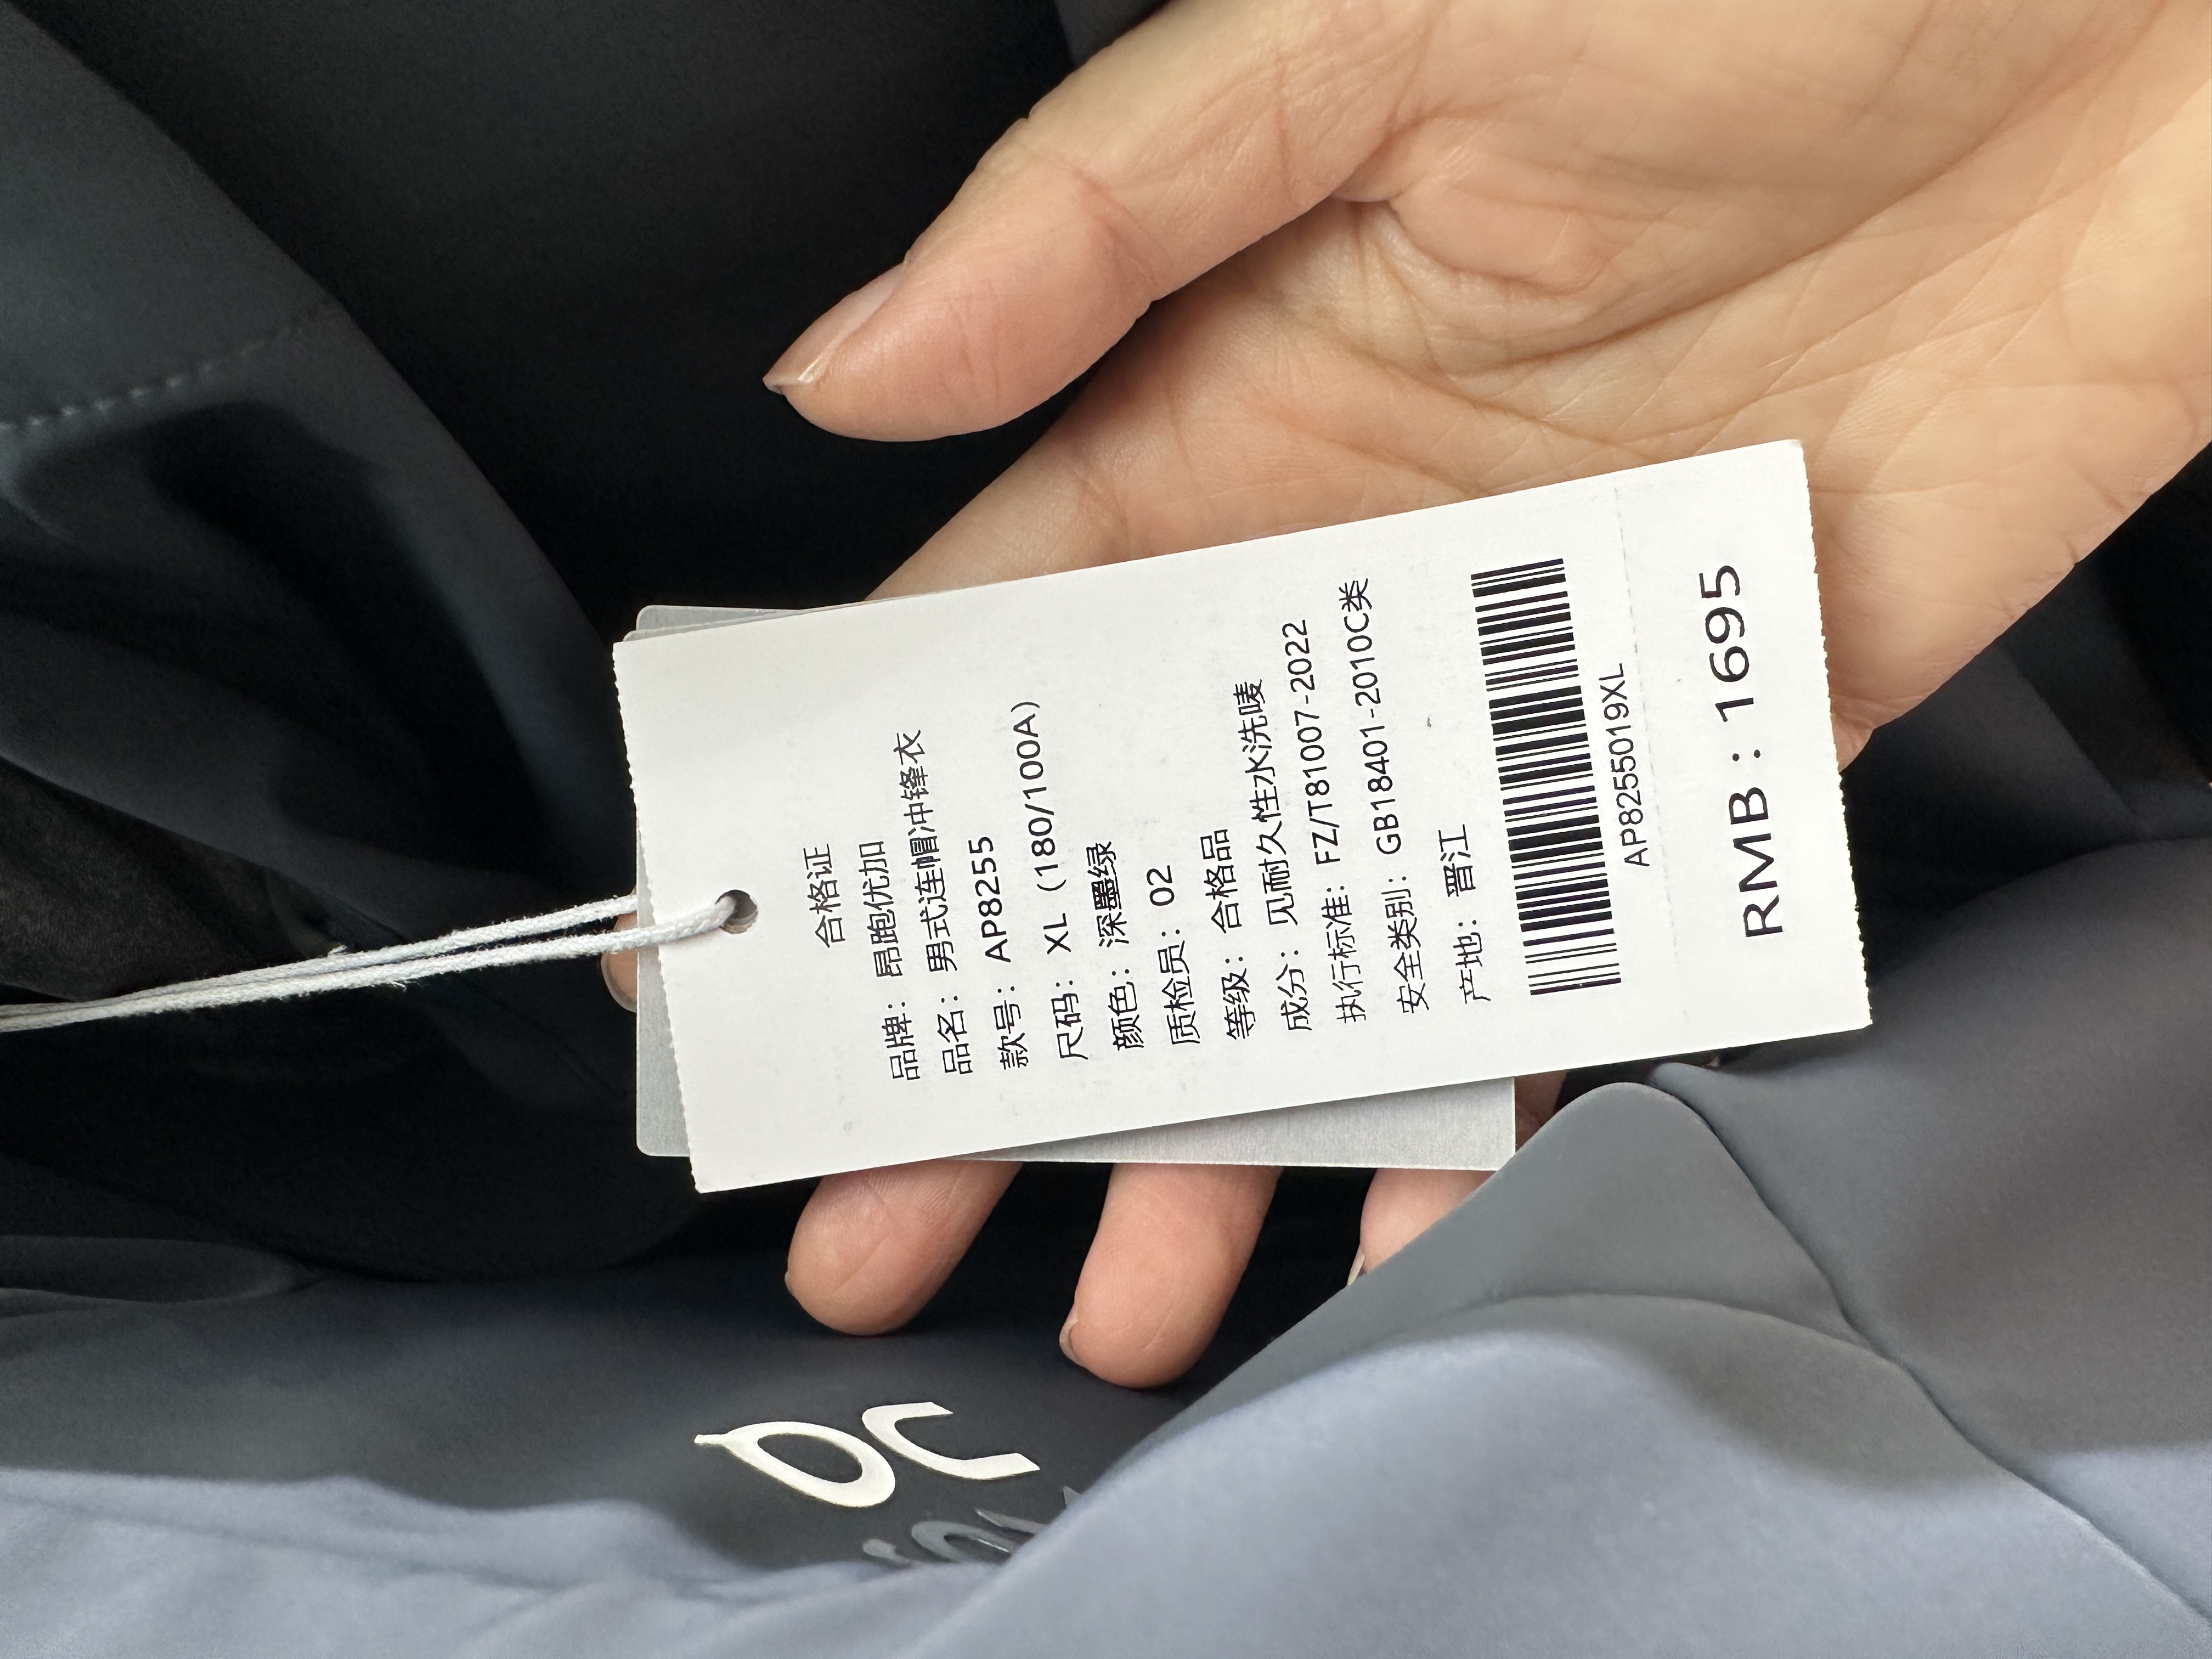 合格证
品牌：昂跑优加
品名：男式连帽冲锋衣
款号：AP8255
尺码：XL（180/100A）
颜色：深墨绿
质检员：02
等级：合格品
成分：见耐久性水洗唛
执行标准：FZ/T81007-2022
安全类别：GB18401-2010C类
产地：晋江
AP8255019XL
RMB：1695